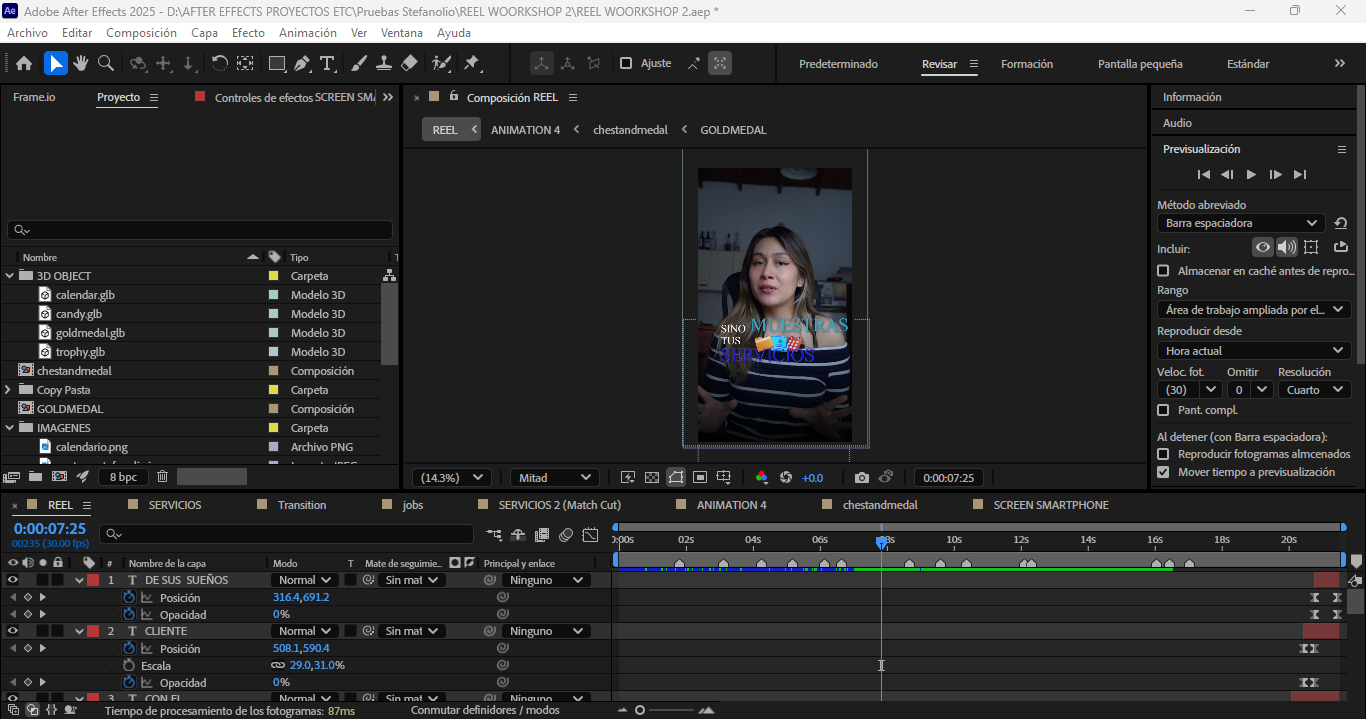 Adobe After Effects 2025 - D:\AFTER EFFECTS PROYECTOS ETC\Pruebas Stefanolio\REEL WOORKSHOP 2\REEL WOORKSHOP 2.aep *
Archivo Editar Composición Capa Efecto Animación Ver Ventana Ayuda
Ajuste Predeterminado Revisar Formación Pantalla pequeña Estándar
Frame.io Proyecto Controles de efectos SCREEN SM
Composición REEL
REEL ANIMATION 4 chestandmedal GOLDMEDAL
Nombre Tipo
3D OBJECT Carpeta
calendar.glb Modelo 3D
candy.glb Modelo 3D
goldmedal.glb Modelo 3D
trophy.glb Modelo 3D
chestandmedal Composición
Copy Pasta Carpeta
GOLDMEDAL Composición
IMAGENES Carpeta
calendario.png Archivo PNG
8 bpc
SINO MUESTRAS
TUS
SERVICIOS
(14.3%) Mitad +0.0 0:00:07:25
Información
Audio
Previsualización
Método abreviado
Barra espaciadora
Incluir:
Almacenar en caché antes de repro...
Rango
Área de trabajo ampliada por el...
Reproducir desde
Hora actual
Veloc. fot. Omitir Resolución
(30) 0 Cuarto
Pant. compl.
Al detener (con Barra espaciadora):
Reproducir fotogramas almcenados
Mover tiempo a previsualización
REEL SERVICIOS Transition jobs SERVICIOS 2 (Match Cut) ANIMATION 4 chestandmedal SCREEN SMARTPHONE
0:00:07:25
00235 (30.00 fps)
0:00s 02s 04s 06s 08s 10s 12s 14s 16s 18s 20s
# Nombre de la capa Modo T Mate de seguimie... Principal y enlace
1 T DE SUS SUEÑOS Normal Sin mat Ninguno
Posición 316.4,691.2
Opacidad 0%
2 T CLIENTE Normal Sin mat Ninguno
Posición 508.1,590.4
Escala 29.0,31.0%
Opacidad 0%
3 T CON EL Normal Sin mat Ninguno
Tiempo de procesamiento de los fotogramas: 87ms Conmutar definidores / modos